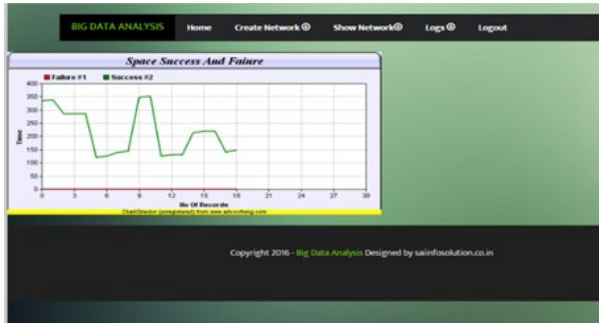 BIG DATA ANALYSIS Home Create Network Show Network Logs Logout
Space Success And Faiure
Failure #1 Success #2
400
350
300
250
200
150
100
50
0
Time
0 3 6 9 12 15 18 21 24 27 30
No Of Records
ChartDirector (unregistered) from www.advsofteng.com
Copyright 2016 - Big Data Analysis Designed by saiinfosolution.co.in